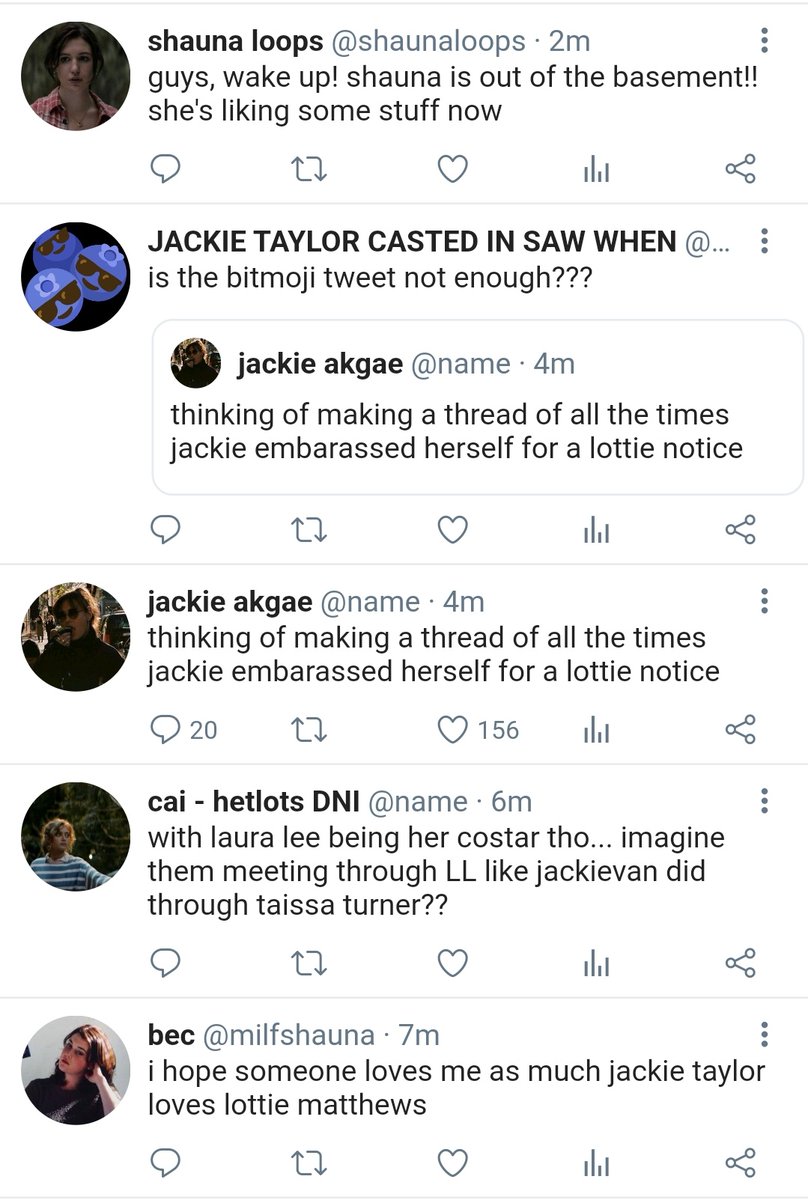 shauna loops @shaunaloops · 2m
guys, wake up! shauna is out of the basement!!
she's liking some stuff now
JACKIE TAYLOR CASTED IN SAW WHEN @...
is the bitmoji tweet not enough???
jackie akgae @name · 4m
thinking of making a thread of all the times
jackie embarassed herself for a lottie notice
jackie akgae @name · 4m
thinking of making a thread of all the times
jackie embarassed herself for a lottie notice
20 156
cai - hetlots DNI @name · 6m
with laura lee being her costar tho... imagine
them meeting through LL like jackievan did
through taissa turner??
bec @milfshauna · 7m
i hope someone loves me as much jackie taylor
loves lottie matthews